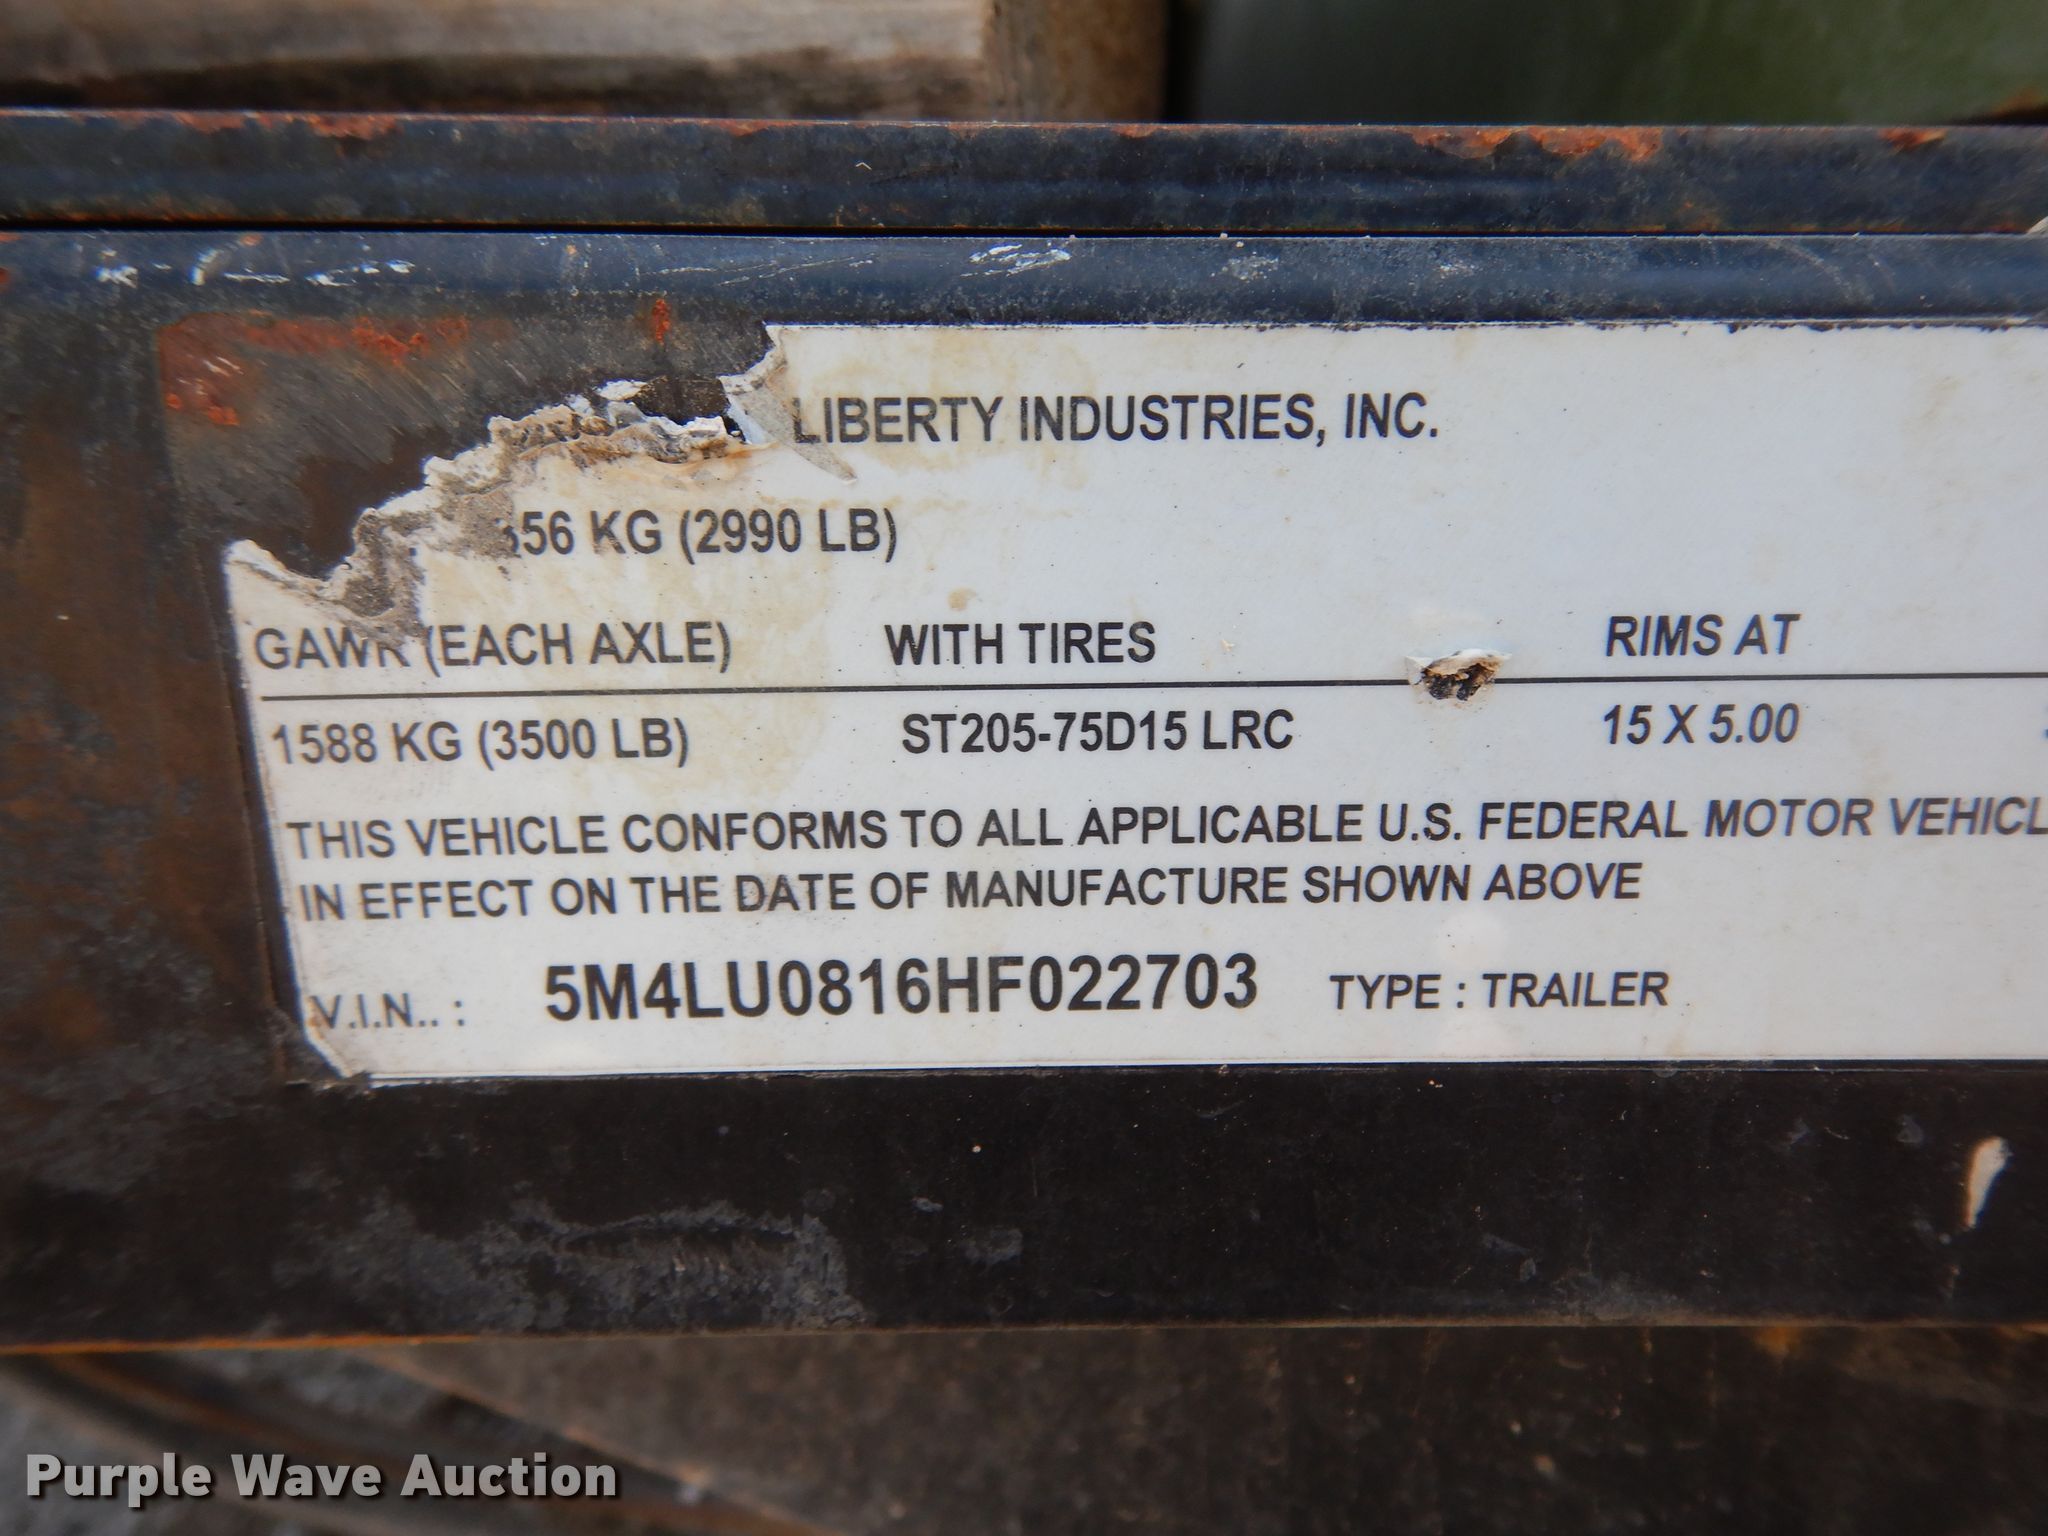 LIBERTY INDUSTRIES, INC.
KG (2990 LB)
GAWR (EACH AXLE) WITH TIRES RIMS AT
1588 KG (3500 LB) ST205-75D15 LRC 15 X 5.00
THIS VEHICLE CONFORMS TO ALL APPLICABLE U.S. FEDERAL MOTOR VEHICL
IN EFFECT ON THE DATE OF MANUFACTURE SHOWN ABOVE
V.I.N.. : 5M4LU0816HF022703 TYPE : TRAILER
Purple Wave Auction